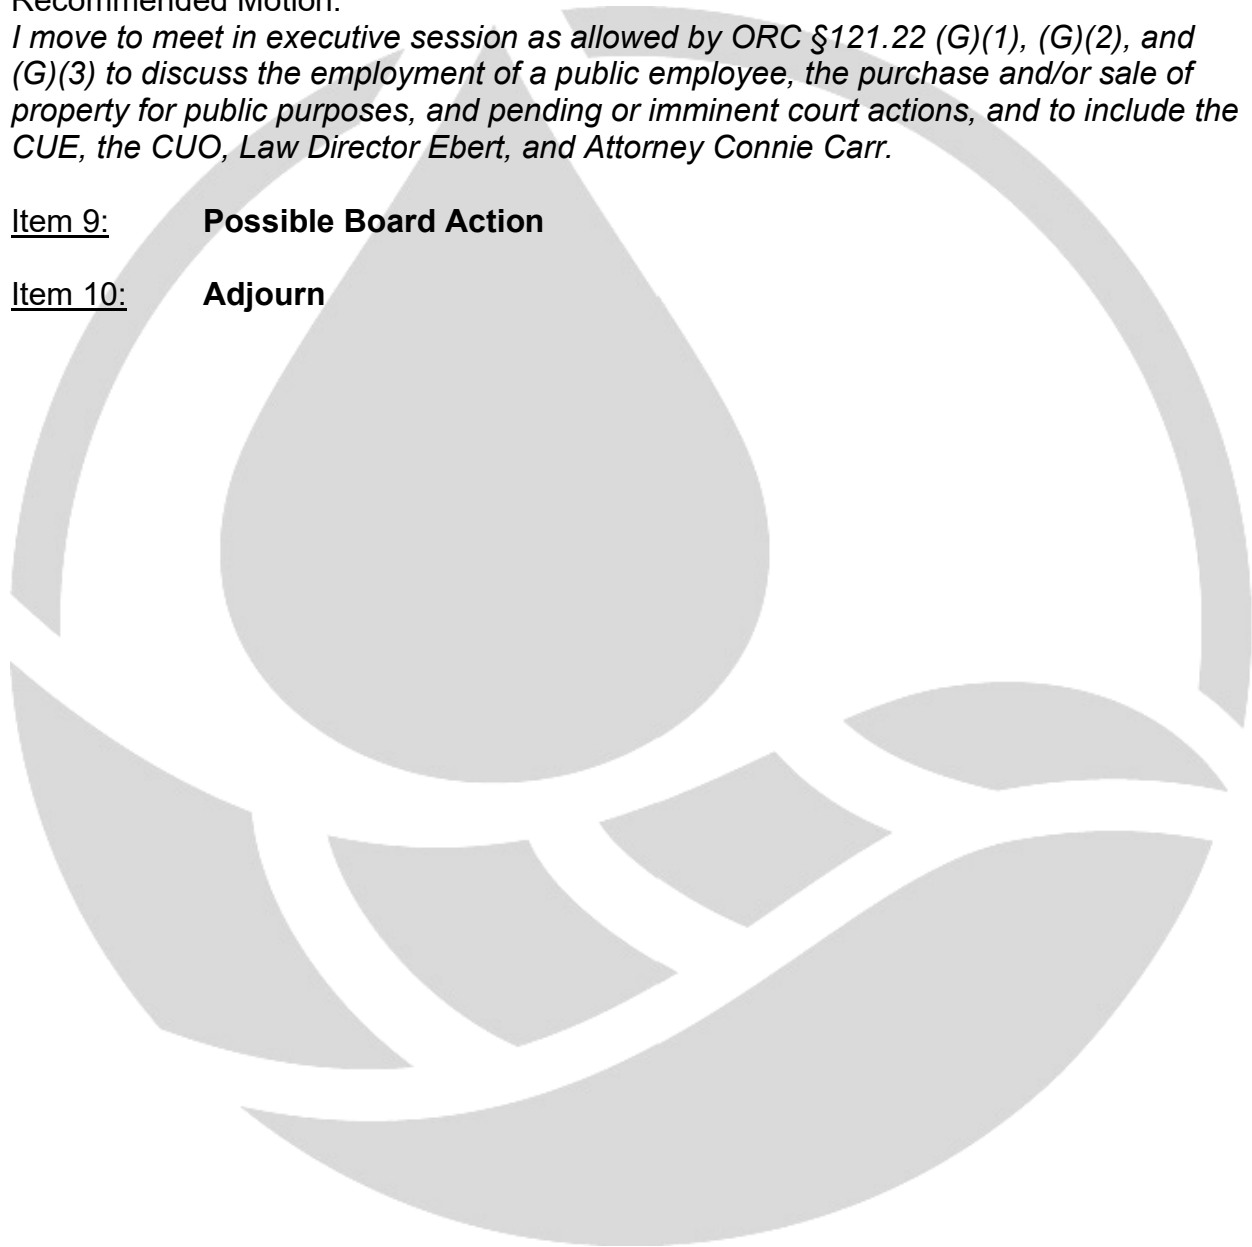 Recommended Motion:
I move to meet in executive session as allowed by ORC §121.22 (G)(1), (G)(2), and
(G)(3) to discuss the employment of a public employee, the purchase and/or sale of
property for public purposes, and pending or imminent court actions, and to include the
CUE, the CUO, Law Director Ebert, and Attorney Connie Carr.
Item 9: Possible Board Action
Item 10: Adjourn